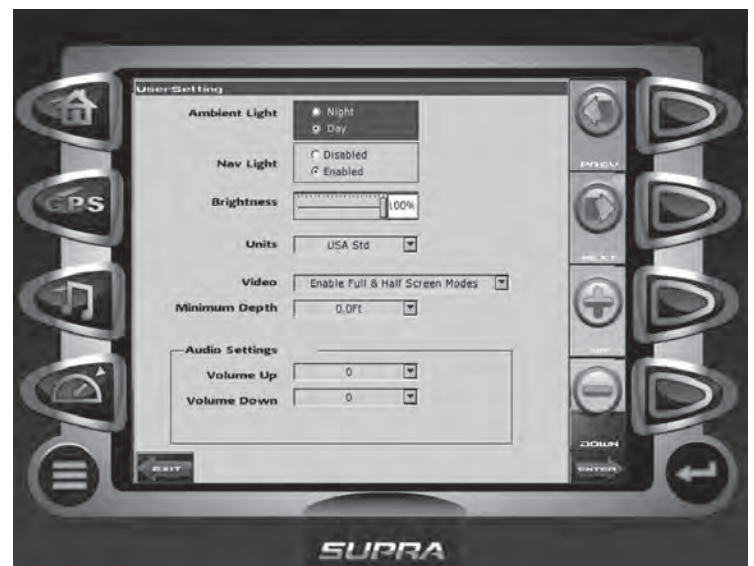 UserSetting
Ambient Light
Night
Day
Nav Light
Disabled
Enabled
Brightness
100%
Units
USA Std
Video
Enable Full & Half Screen Modes
Minimum Depth
0.0Ft
Audio Settings
Volume Up
0
Volume Down
0
EXIT
GPS
PREV
NEXT
UP
DOWN
ENTER
SUPRA